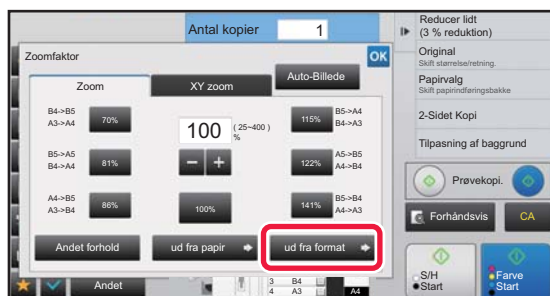 Antal kopier
1
Zoomfaktor
OK
Zoom
XY zoom
Auto-Billede
B4->B5
A3->A4
70%
100
(25~400)
%
115%
B5->A4
B4->A3
B5->A5
B4->A4
81%
122%
A5->B5
A4->B4
A4->B5
A3->B4
86%
100%
141%
B5->B4
A4->A3
Andet forhold
ud fra papir
ud fra format
Andet
3 B4
4 A3
A4
Reducer lidt
(3 % reduktion)
Original
Skift størrelse/retning.
Papirvalg
Skift papirindføringsbakke
2-Sidet Kopi
Tilpasning af baggrund
Prøvekopi.
Forhåndsvis
CA
S/H
Start
Farve
Start